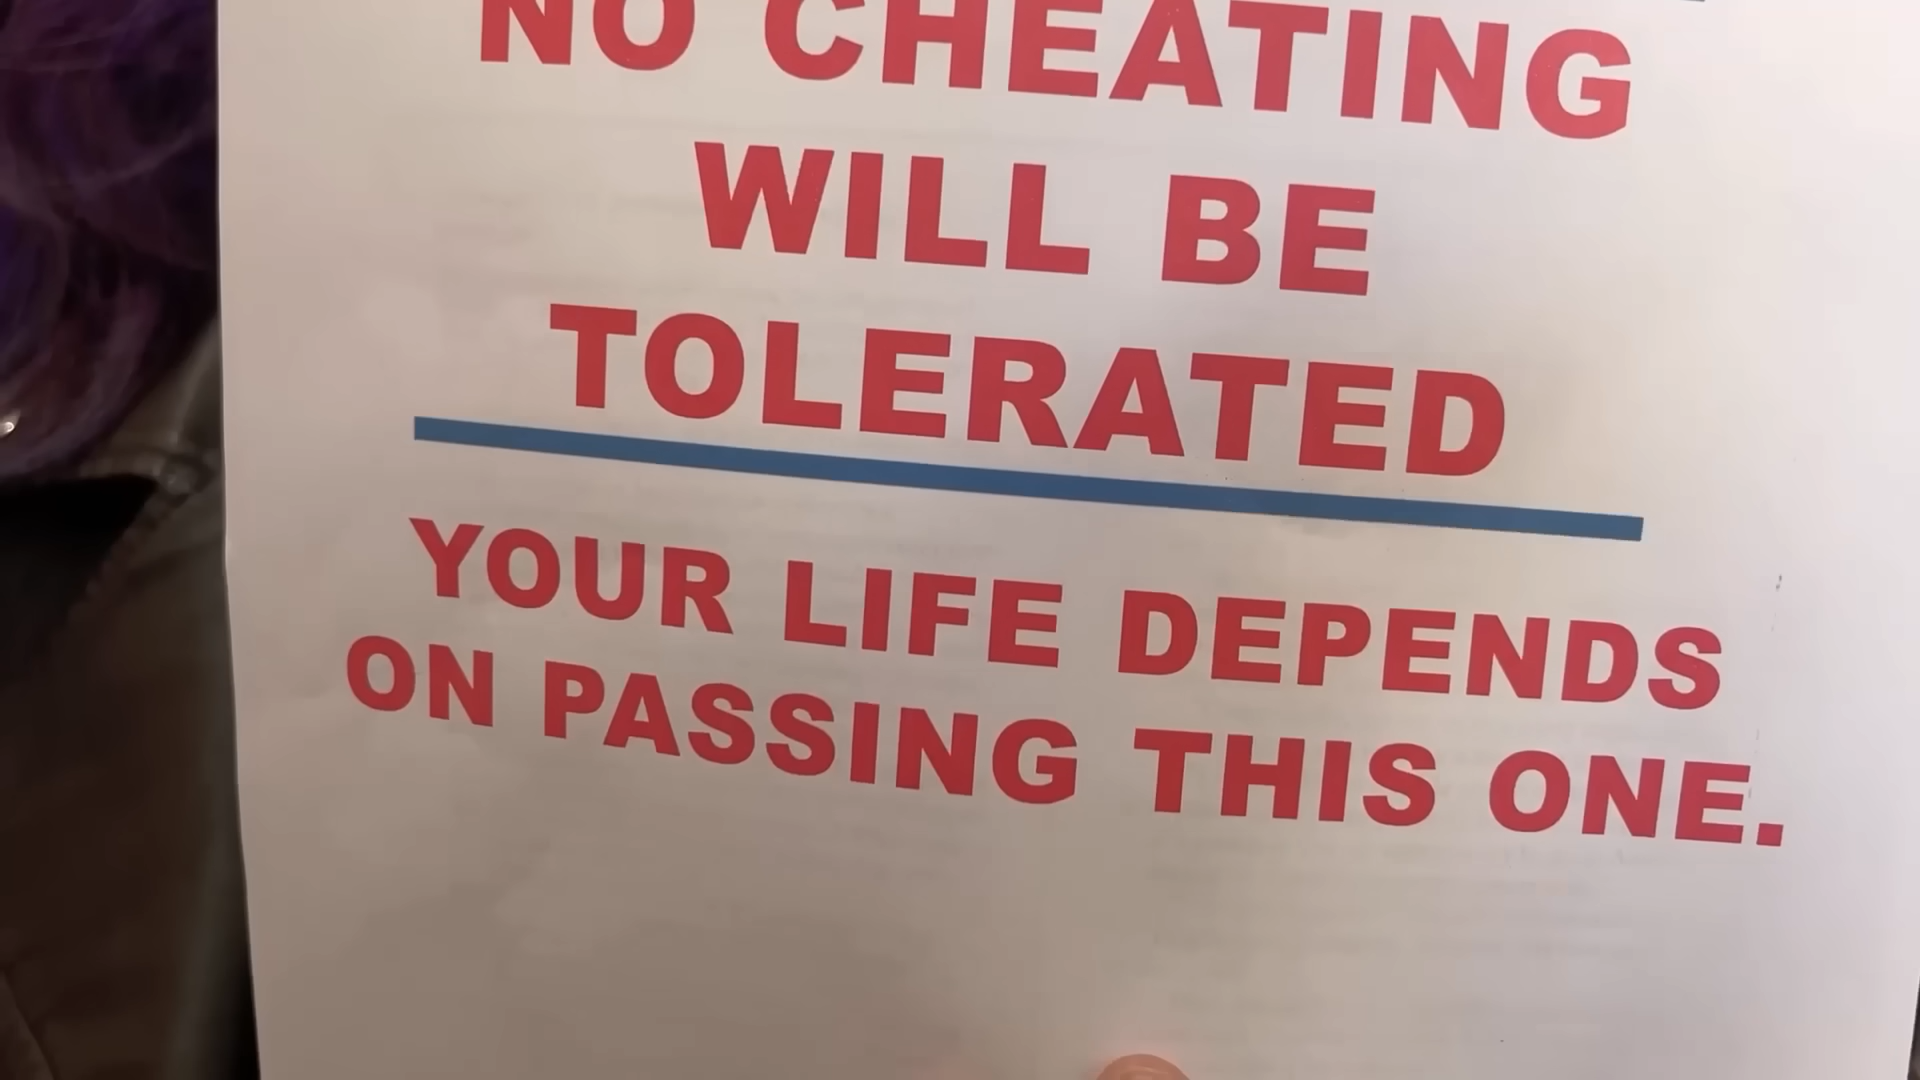 NO CHEATING
WILL BE
TOLERATED
YOUR LIFE DEPENDS
ON PASSING THIS ONE.